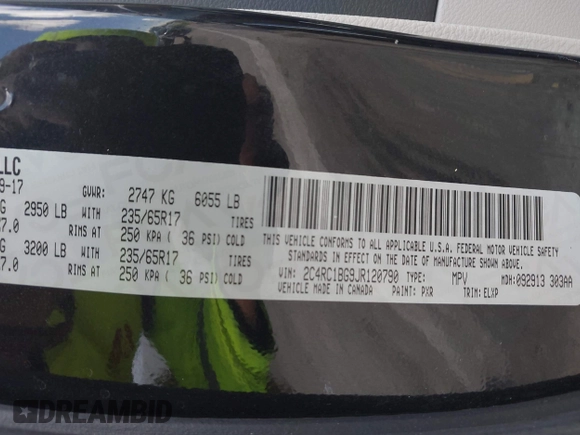 LLC
9-17 GVWR: 2747 KG 6055 LB
G 2950 LB WITH 235/65R17 TIRES
7.0 RIMS AT 250 KPA ( 36 PSI) COLD
G 3200 LB WITH 235/65R17 TIRES
7.0 RIMS AT 250 KPA ( 36 PSI) COLD
THIS VEHICLE CONFORMS TO ALL APPLICABLE U.S.A. FEDERAL MOTOR VEHICLE SAFETY
STANDARDS IN EFFECT ON THE DATE OF MANUFACTURE SHOWN ABOVE.
VIN: 2C4RC1BG9JR120790 TYPE: MPV MDH:092913 303AA
VEHICLE MADE IN CANADA PAINT: PXR TRIM: ELXP
DREAMBID